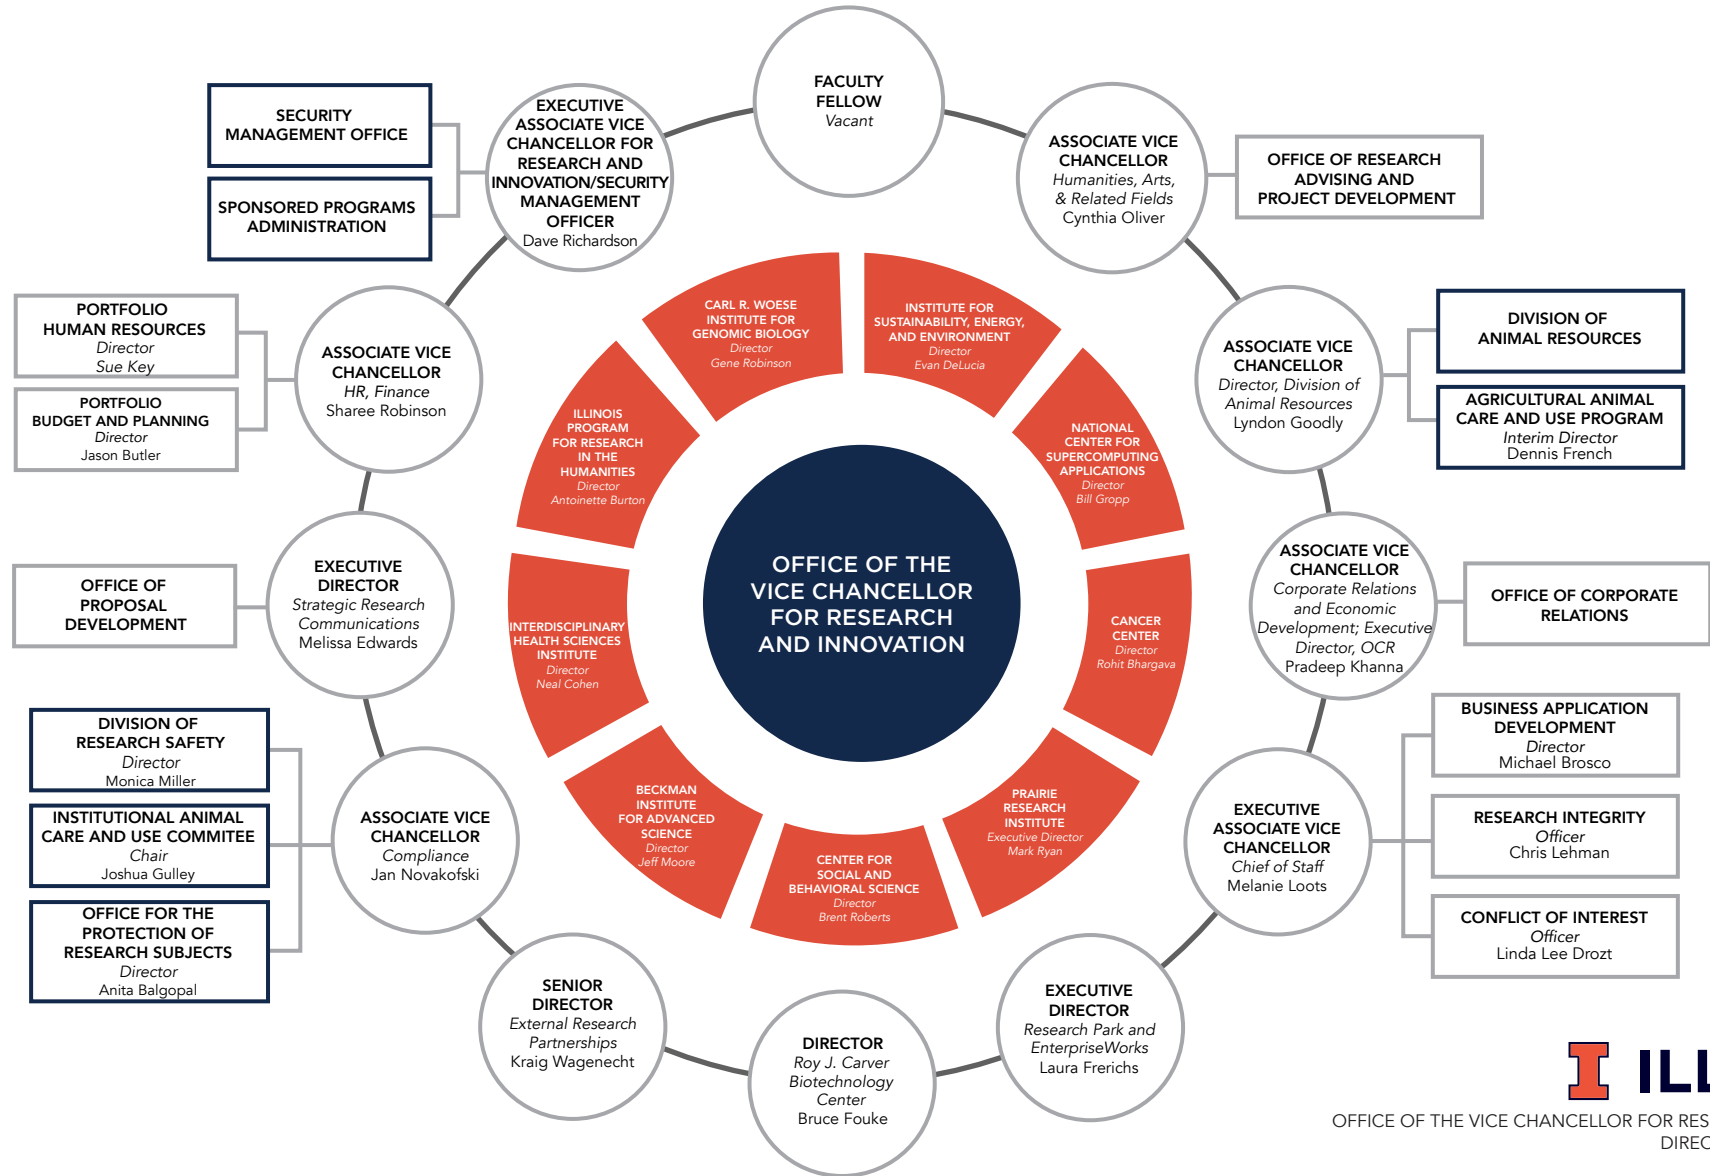 FACULTY
FELLOW
Vacant
ASSOCIATE VICE
CHANCELLOR
Humanities, Arts,
& Related Fields
Cynthia Oliver
OFFICE OF RESEARCH
ADVISING AND
PROJECT DEVELOPMENT
ASSOCIATE VICE
CHANCELLOR
Director, Division of
Animal Resources
Lyndon Goodly
DIVISION OF
ANIMAL RESOURCES
AGRICULTURAL ANIMAL
CARE AND USE PROGRAM
Interim Director
Dennis French
ASSOCIATE VICE
CHANCELLOR
Corporate Relations
and Economic
Development; Executive
Director, OCR
Pradeep Khanna
OFFICE OF CORPORATE
RELATIONS
EXECUTIVE
ASSOCIATE VICE
CHANCELLOR
Chief of Staff
Melanie Loots
BUSINESS APPLICATION
DEVELOPMENT
Director
Michael Brosco
RESEARCH INTEGRITY
Officer
Chris Lehman
CONFLICT OF INTEREST
Officer
Linda Lee Drozt
EXECUTIVE
DIRECTOR
Research Park and
EnterpriseWorks
Laura Frerichs
DIRECTOR
Roy J. Carver
Biotechnology
Center
Bruce Fouke
SENIOR
DIRECTOR
External Research
Partnerships
Kraig Wagenecht
ASSOCIATE VICE
CHANCELLOR
Compliance
Jan Novakofski
DIVISION OF
RESEARCH SAFETY
Director
Monica Miller
INSTITUTIONAL ANIMAL
CARE AND USE COMMITEE
Chair
Joshua Gulley
OFFICE FOR THE
PROTECTION OF
RESEARCH SUBJECTS
Director
Anita Balgopal
EXECUTIVE
DIRECTOR
Strategic Research
Communications
Melissa Edwards
OFFICE OF
PROPOSAL
DEVELOPMENT
ASSOCIATE VICE
CHANCELLOR
HR, Finance
Sharee Robinson
PORTFOLIO
HUMAN RESOURCES
Director
Sue Key
PORTFOLIO
BUDGET AND PLANNING
Director
Jason Butler
EXECUTIVE
ASSOCIATE VICE
CHANCELLOR FOR
RESEARCH AND
INNOVATION/SECURITY
MANAGEMENT
OFFICER
Dave Richardson
SECURITY
MANAGEMENT OFFICE
SPONSORED PROGRAMS
ADMINISTRATION
CARL R. WOESE
INSTITUTE FOR
GENOMIC BIOLOGY
Director
Gene Robinson
INSTITUTE FOR
SUSTAINABILITY, ENERGY,
AND ENVIRONMENT
Director
Evan DeLucia
NATIONAL
CENTER FOR
SUPERCOMPUTING
APPLICATIONS
Director
Bill Gropp
CANCER
CENTER
Director
Rohit Bhargava
PRAIRIE
RESEARCH
INSTITUTE
Executive Director
Mark Ryan
CENTER FOR
SOCIAL AND
BEHAVIORAL SCIENCE
Director
Brent Roberts
BECKMAN
INSTITUTE
FOR ADVANCED
SCIENCE
Director
Jeff Moore
INTERDISCIPLINARY
HEALTH SCIENCES
INSTITUTE
Director
Neal Cohen
ILLINOIS
PROGRAM
FOR RESEARCH
IN THE
HUMANITIES
Director
Antoinette Burton
OFFICE OF THE
VICE CHANCELLOR
FOR RESEARCH
AND INNOVATION
I ILL
OFFICE OF THE VICE CHANCELLOR FOR RES
DIREC